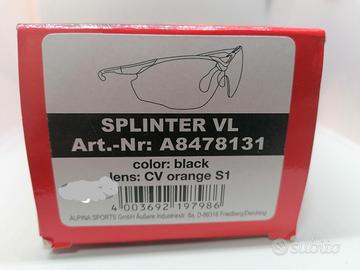 SPLINTER VL
Art.-Nr: A8478131
color: black
lens: CV orange S1
4 003692 197986
ALPINA SPORTS GmbH Äußere Industriestr. 8a, D-86316 Friedberg/Derching
subito